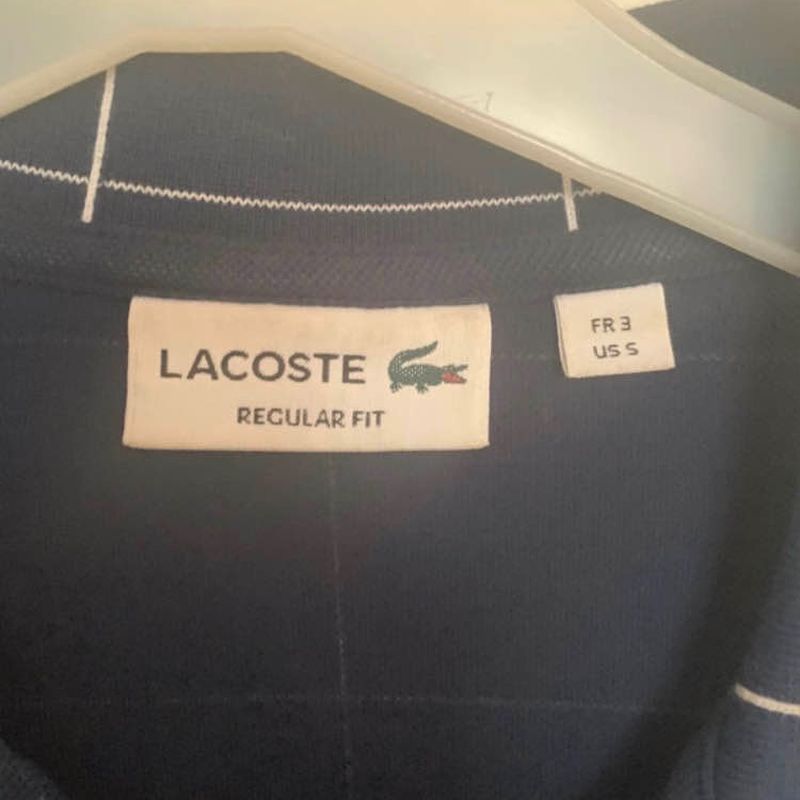 LACOSTE
REGULAR FIT
FR 3
US S